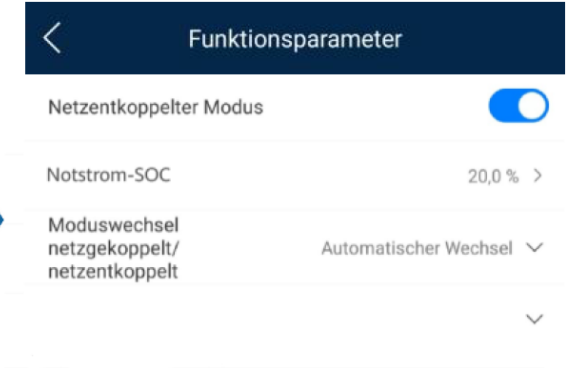 Funktionsparameter
Netzentkoppelter Modus
Notstrom-SOC 20,0 %
Moduswechsel
netzgekoppelt/ Automatischer Wechsel
netzentkoppelt